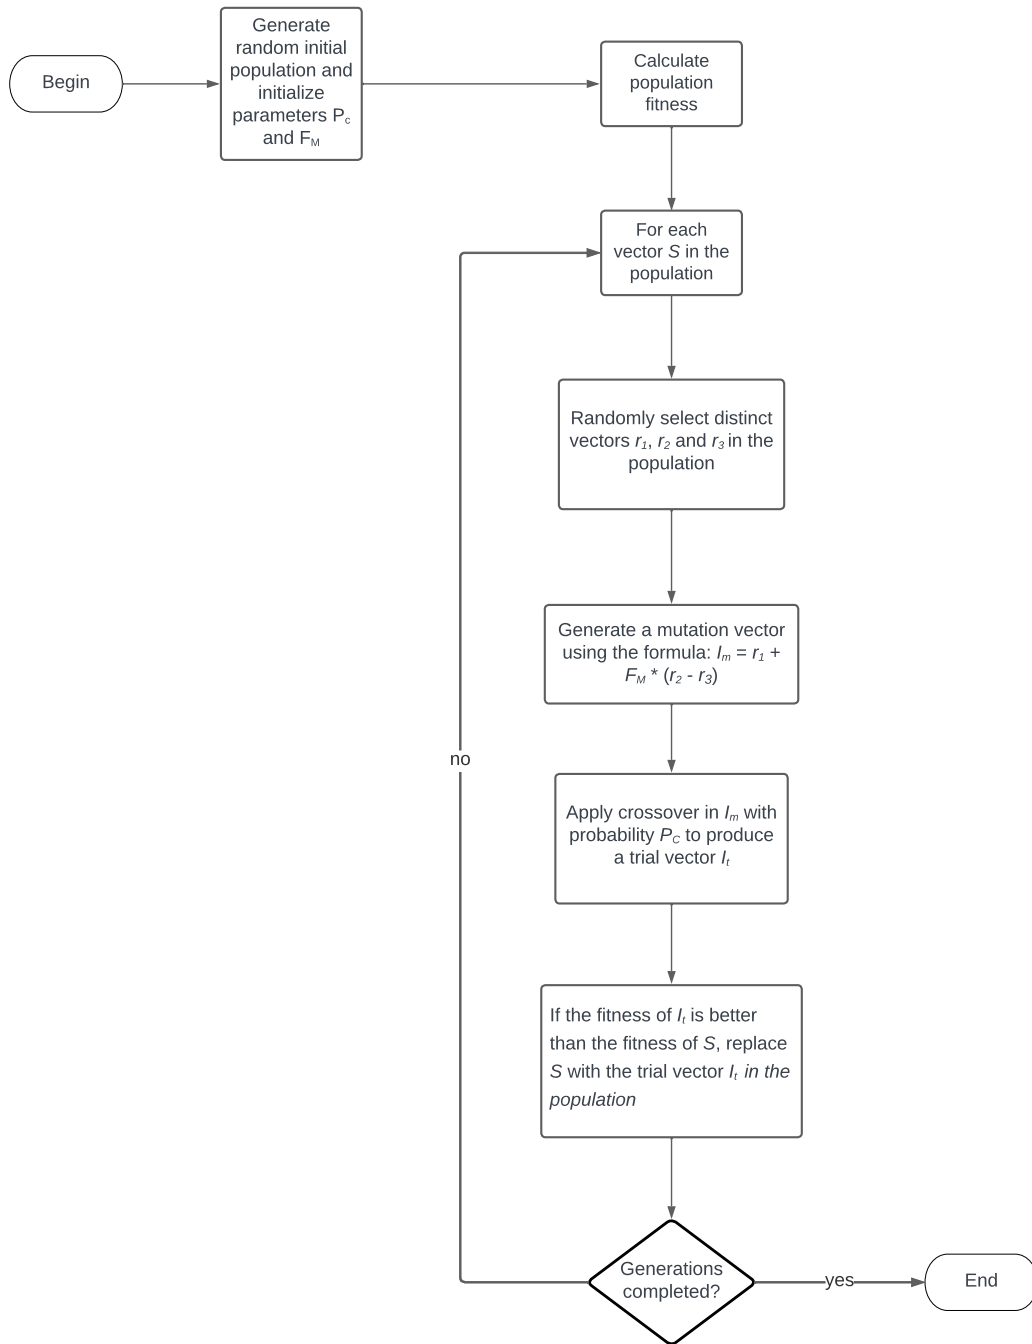 Begin
Generate
random initial
population and
initialize
parameters Pc
and FM
Calculate
population
fitness
For each
vector S in the
population
Randomly select distinct
vectors r1, r2 and r3 in the
population
Generate a mutation vector
using the formula: Im = r1 +
FM * (r2 - r3)
no
Apply crossover in Im with
probability PC to produce
a trial vector It
If the fitness of It is better
than the fitness of S, replace
S with the trial vector It in the
population
Generations
completed?
yes
End